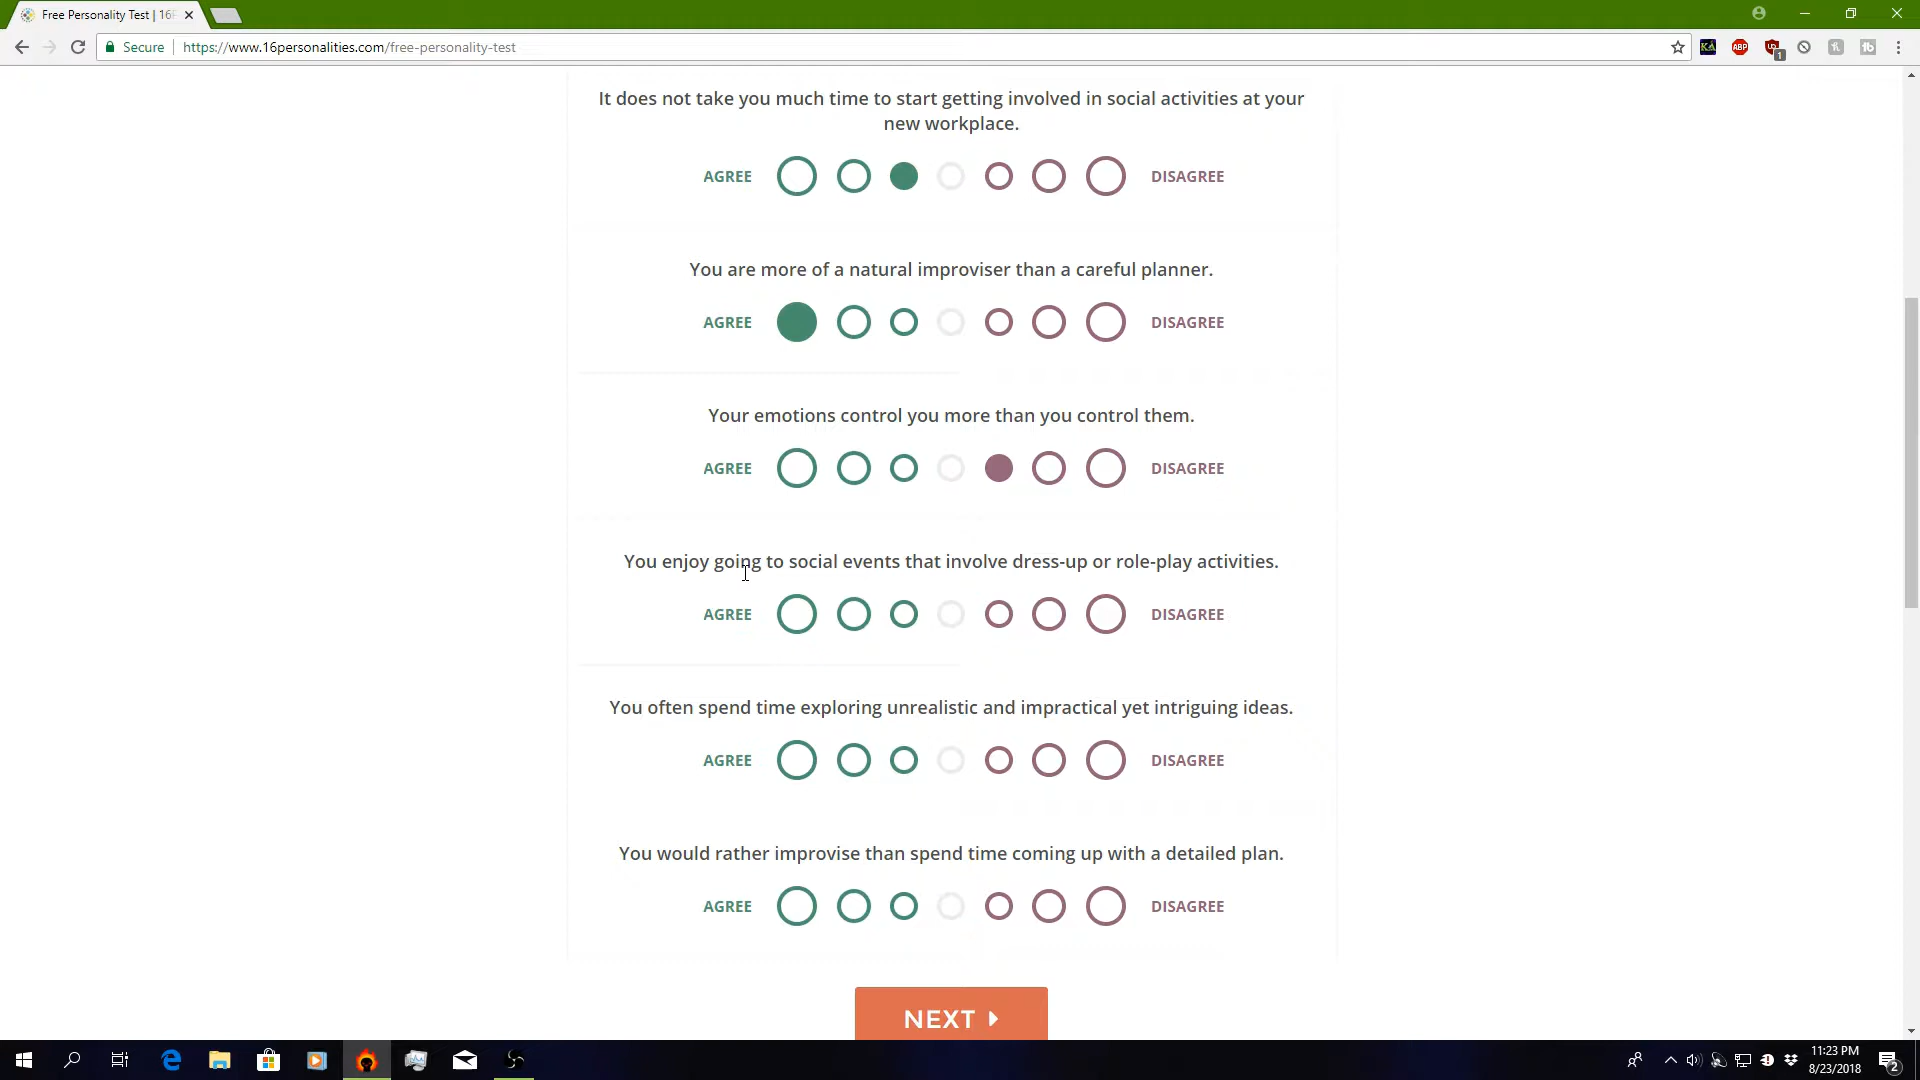 Free Personality Test | 16P
Secure
https://www.16personalities.com/free-personality-test
KA
ABP
1
It does not take you much time to start getting involved in social activities at your
new workplace.
AGREE DISAGREE
You are more of a natural improviser than a careful planner.
AGREE DISAGREE
Your emotions control you more than you control them.
AGREE DISAGREE
You enjoy going to social events that involve dress-up or role-play activities.
AGREE DISAGREE
You often spend time exploring unrealistic and impractical yet intriguing ideas.
AGREE DISAGREE
You would rather improvise than spend time coming up with a detailed plan.
AGREE DISAGREE
NEXT
11:23 PM
8/23/2018
2